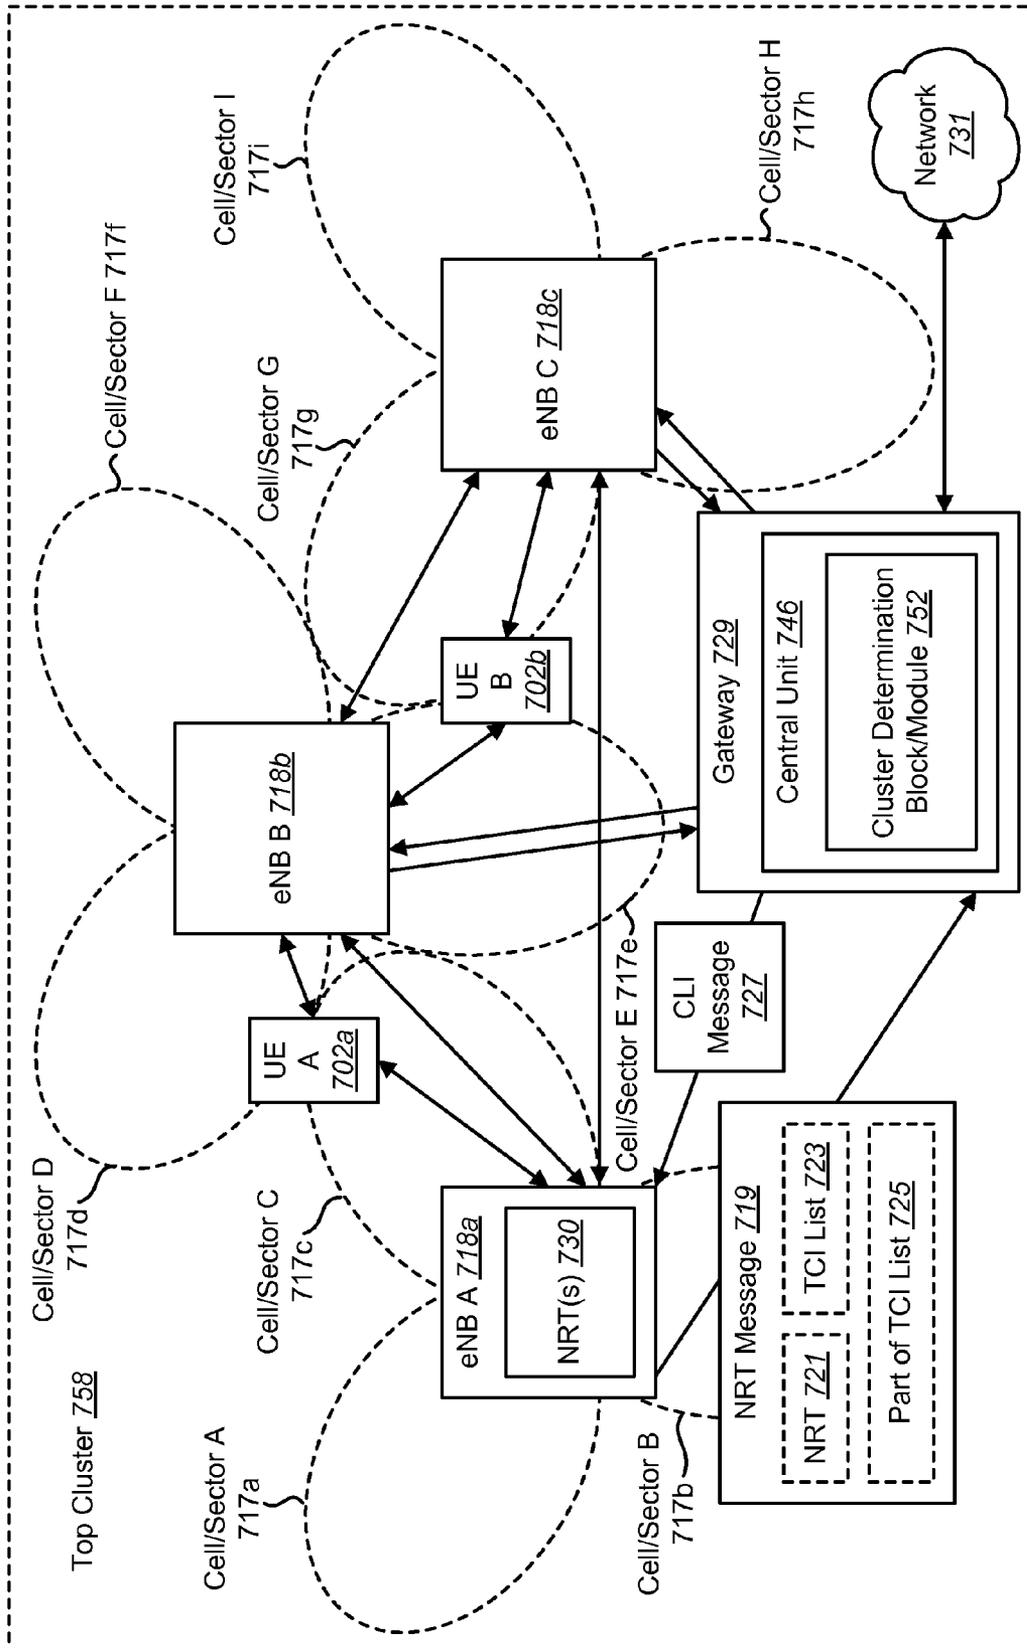 Top Cluster 758
Cell/Sector D
717d
Cell/Sector F 717f
Cell/Sector A
717a
Cell/Sector C
717c
Cell/Sector G
717g
Cell/Sector I
717i
UE
A
702a
eNB B 718b
UE
B
702b
eNB A 718a
NRT(s) 730
eNB C 718c
Cell/Sector B
717b
Cell/Sector E 717e
Cell/Sector H
717h
CLI
Message
727
NRT Message 719
NRT 721
TCI List 723
Part of TCI List 725
Gateway 729
Central Unit 746
Cluster Determination
Block/Module 752
Network
731